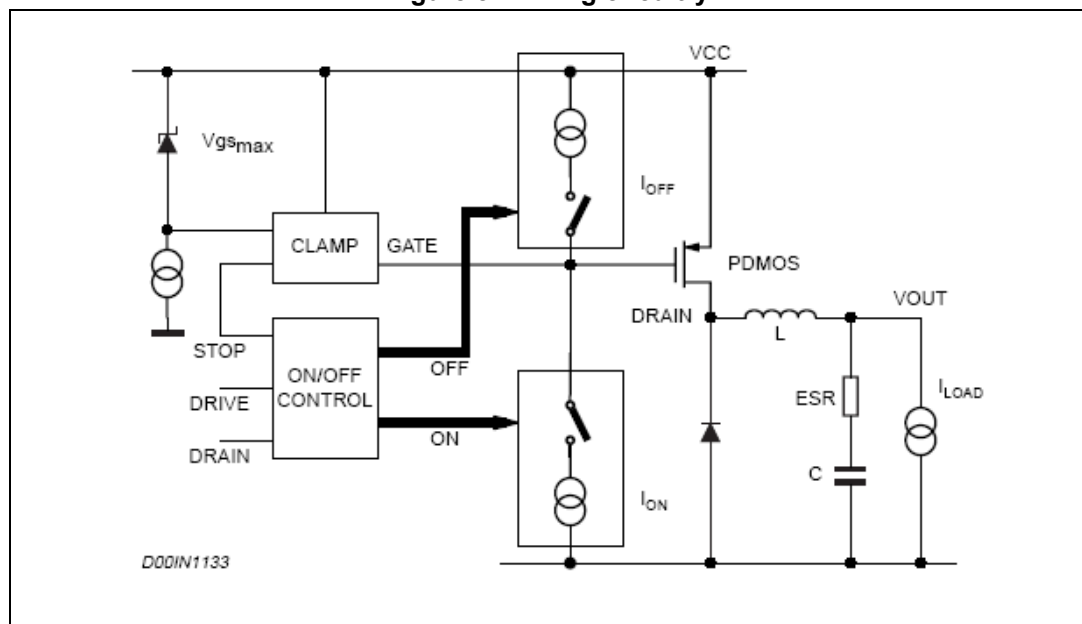 VCC
Vgsmax
IOFF
CLAMP
GATE
PDMOS
DRAIN
VOUT
L
STOP
OFF
ON/OFF
CONTROL
DRIVE
ON
DRAIN
ESR
ILOAD
C
ION
D00IN1133